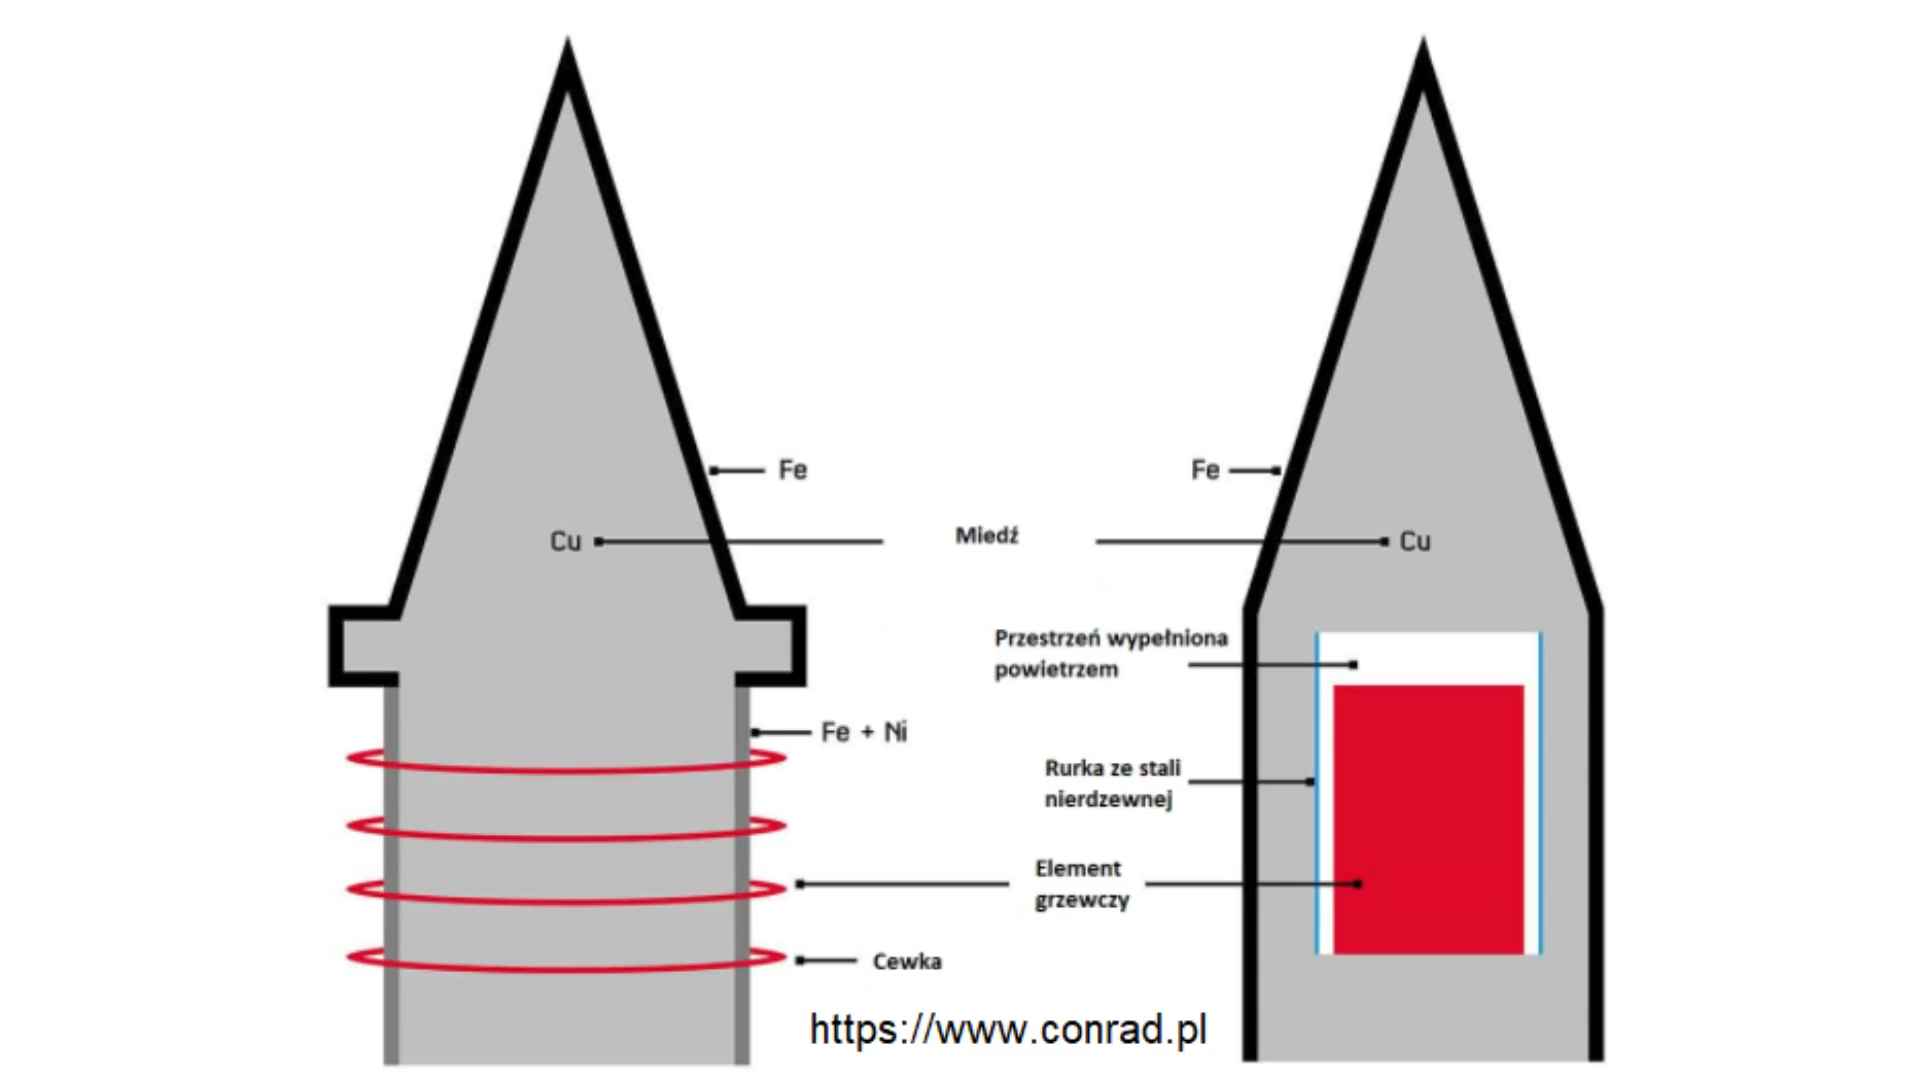 Fe
Fe
Cu
Miedź
Cu
Przestrzeń wypełniona
powietrzem
Fe + Ni
Rurka ze stali
nierdzewnej
Element
grzewczy
Cewka
https://www.conrad.pl